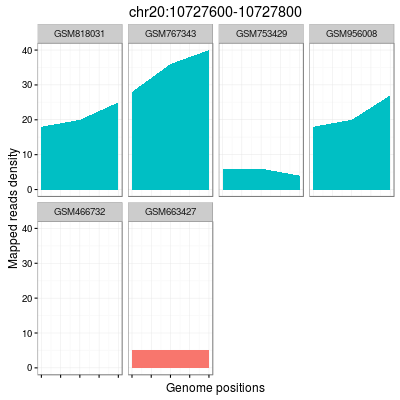 chr20:10727600-10727800
GSM818031 GSM767343 GSM753429 GSM956008
40
30
20
10
0
GSM466732 GSM663427
40
30
20
10
0
Mapped reads density
Genome positions